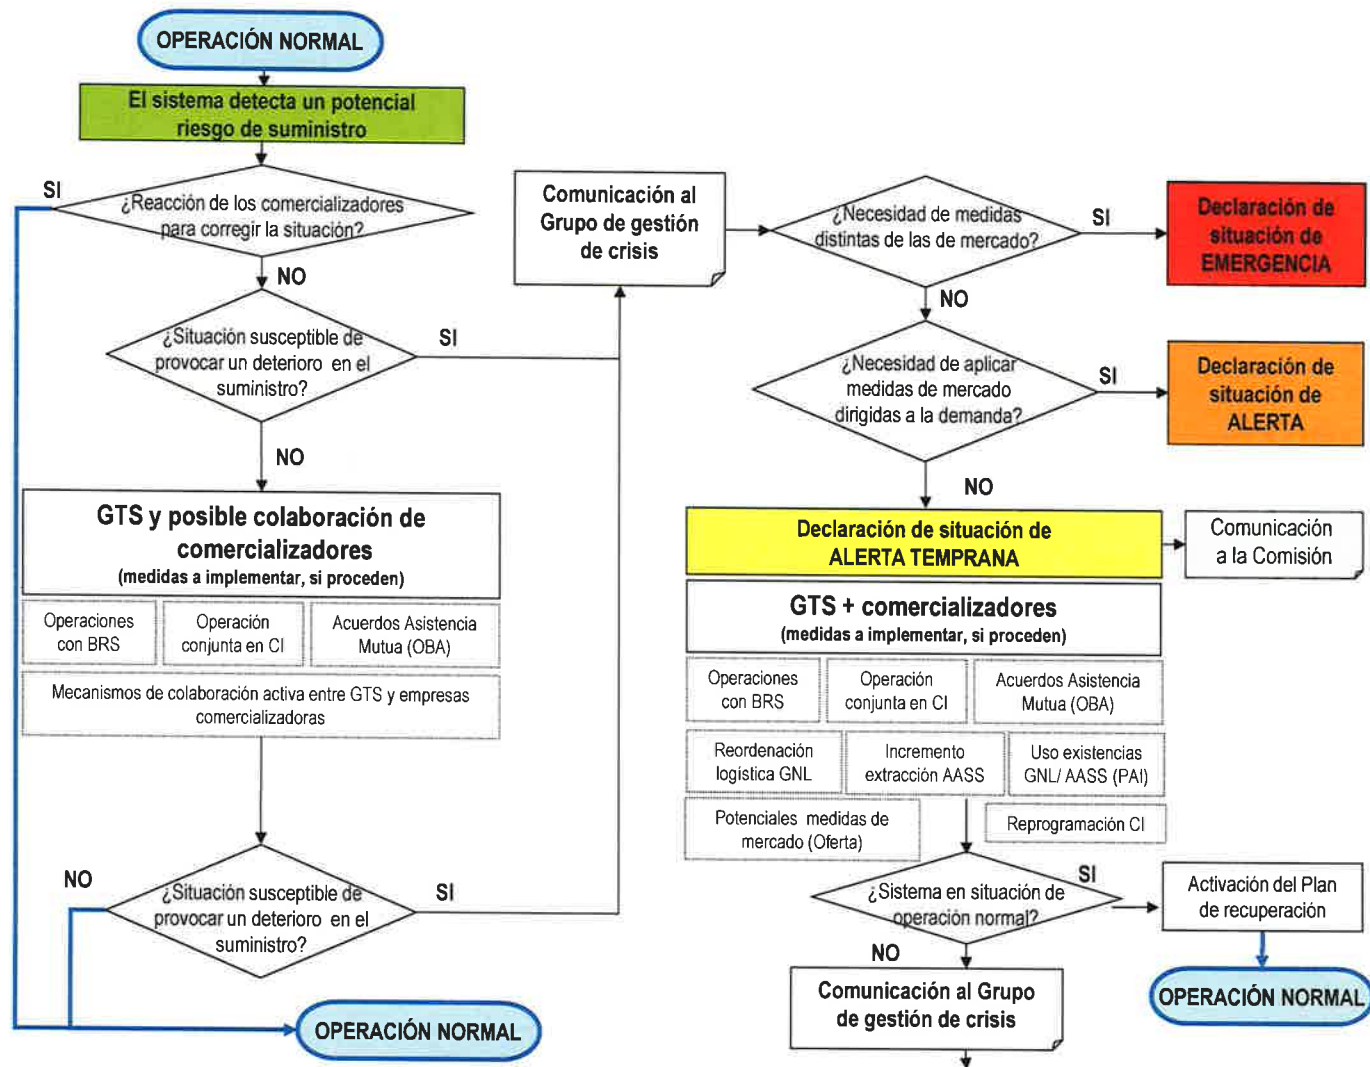 OPERACIÓN NORMAL
El sistema detecta un potencial
riesgo de suministro
SI
¿Reacción de los comercializadores
para corregir la situación?
NO
¿Situación susceptible de
provocar un deterioro en el
suministro?
SI
NO
GTS y posible colaboración de
comercializadores
(medidas a implementar, si proceden)
Operaciones
con BRS
Operación
conjunta en CI
Acuerdos Asistencia
Mutua (OBA)
Mecanismos de colaboración activa entre GTS y empresas
comercializadoras
NO
¿Situación susceptible de
provocar un deterioro en el
suministro?
SI
OPERACIÓN NORMAL
Comunicación al
Grupo de gestión
de crisis
¿Necesidad de medidas
distintas de las de mercado?
SI
Declaración de
situación de
EMERGENCIA
NO
¿Necesidad de aplicar
medidas de mercado
dirigidas a la demanda?
SI
Declaración de
situación de
ALERTA
NO
Declaración de situación de
ALERTA TEMPRANA
Comunicación
a la Comisión
GTS + comercializadores
(medidas a implementar, si proceden)
Operaciones
con BRS
Operación
conjunta en CI
Acuerdos Asistencia
Mutua (OBA)
Reordenación
logística GNL
Incremento
extracción AASS
Uso existencias
GNL/ AASS (PAI)
Potenciales medidas de
mercado (Oferta)
Reprogramación CI
¿Sistema en situación de
operación normal?
SI
Activación del Plan
de recuperación
NO
OPERACIÓN NORMAL
Comunicación al Grupo
de gestión de crisis